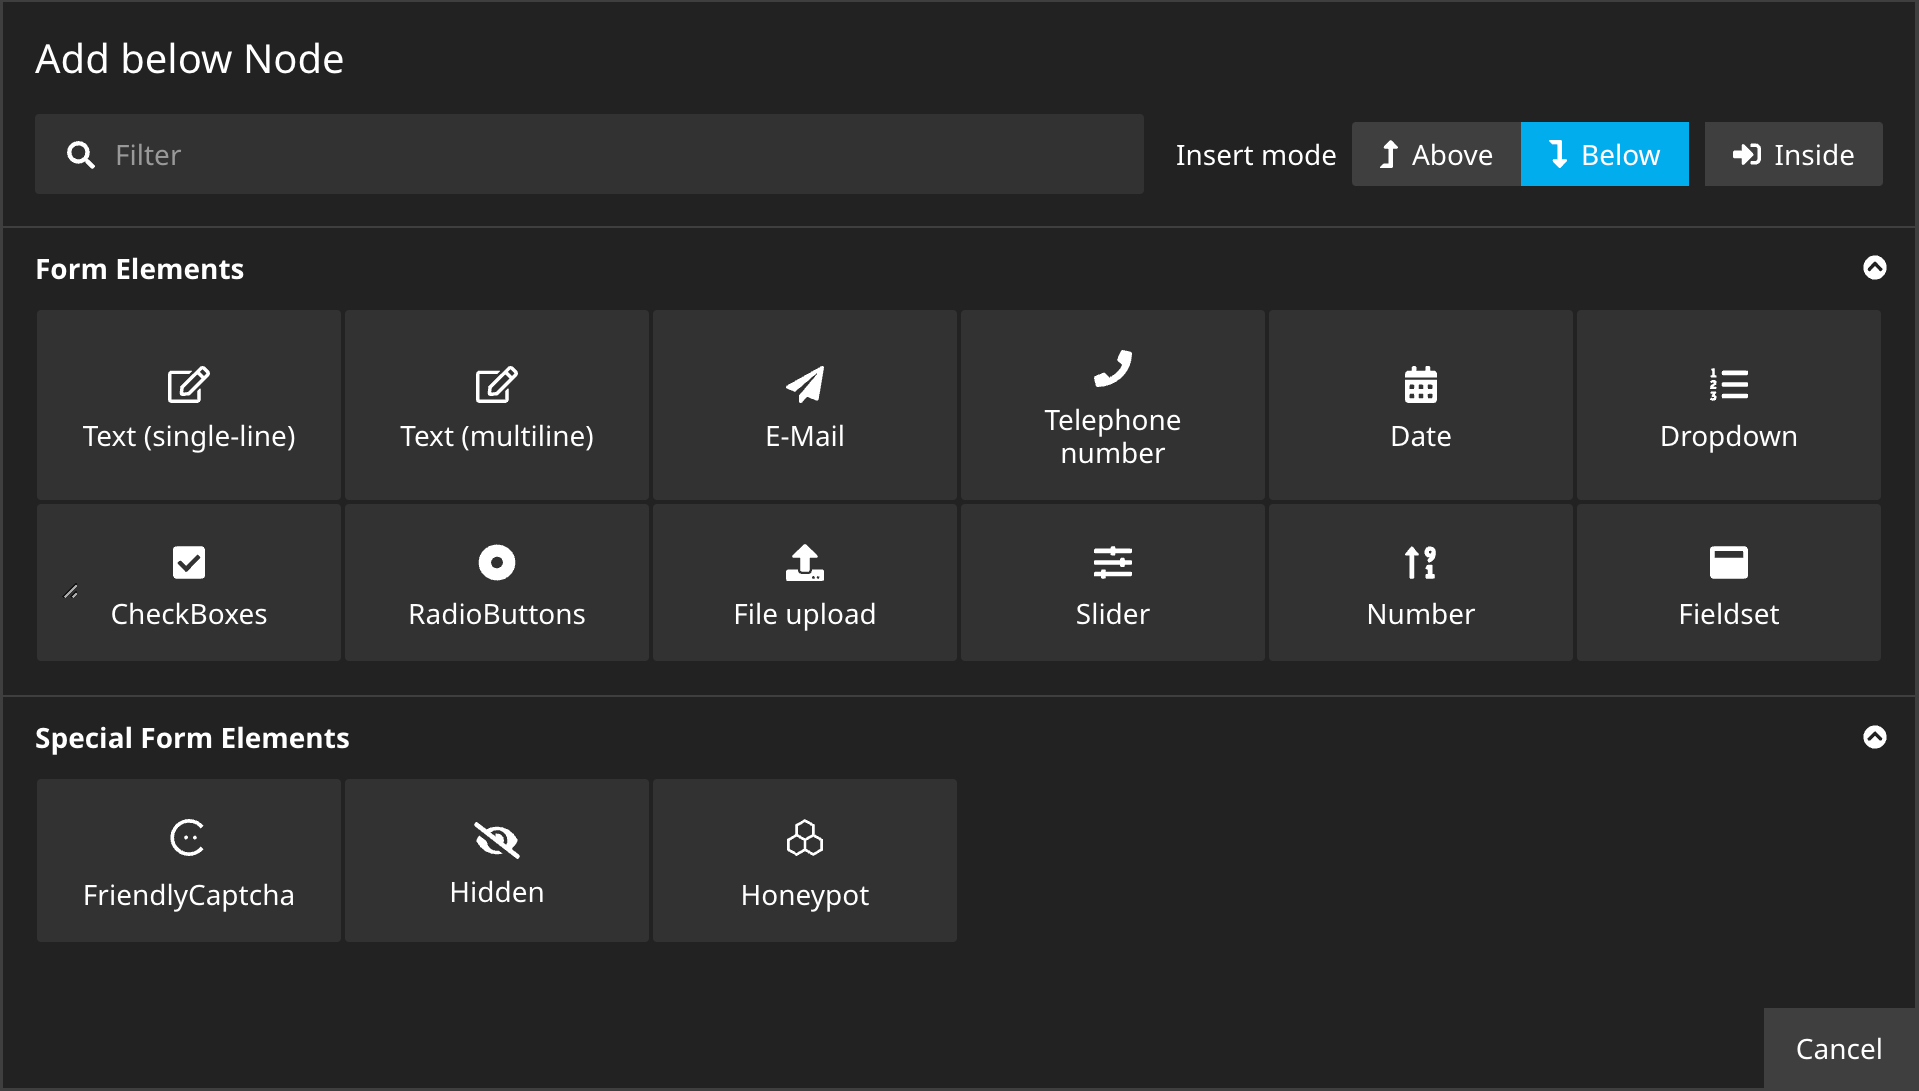 Add below Node
Filter
Insert mode
Above
Below
Inside
Form Elements
Text (single-line)
Text (multiline)
E-Mail
Telephone
number
Date
Dropdown
CheckBoxes
RadioButtons
File upload
Slider
Number
Fieldset
Special Form Elements
FriendlyCaptcha
Hidden
Honeypot
Cancel